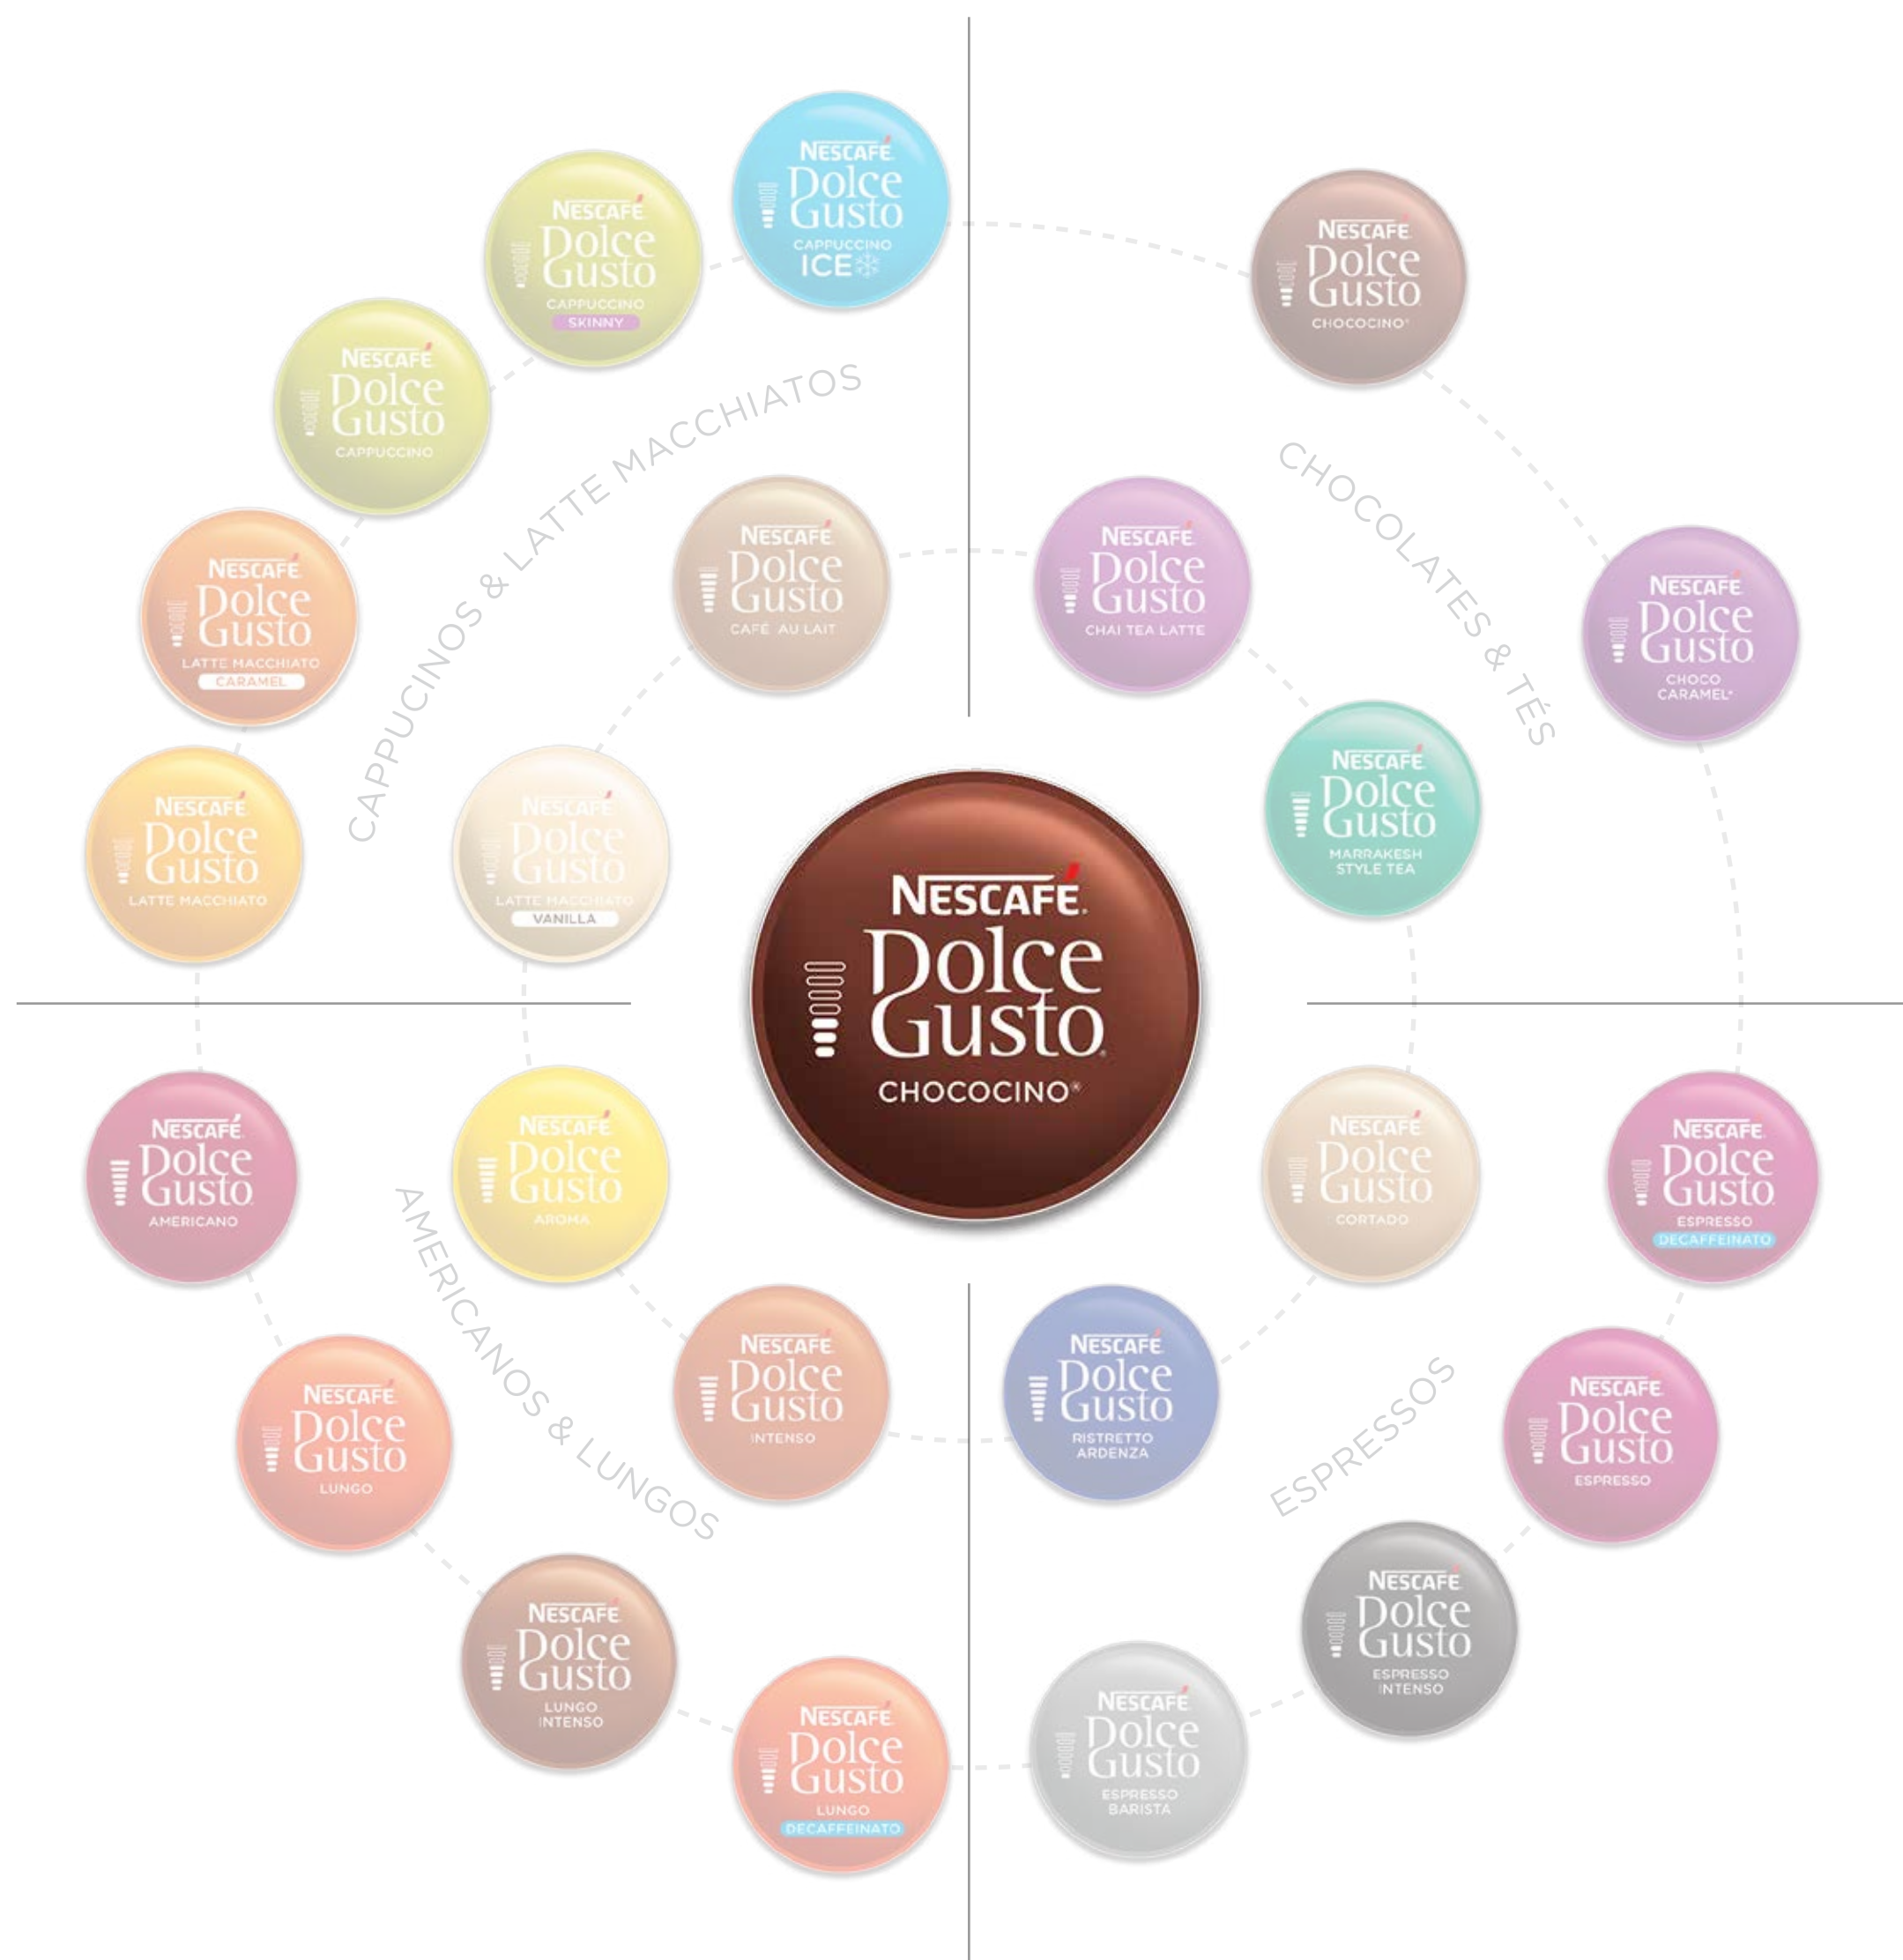 NESCAFÉ.
Dolce
Gusto
CAPPUCCINO
ICE
NESCAFÉ
Dolce
Gusto
CAPPUCCINO
SKINNY
NESCAFÉ
Dolce
Gusto
CAPPUCCINO
NESCAFÉ
Dolce
Gusto
LATTE MACCHIATO
CARAMEL
NESCAFÉ
Dolce
Gusto
LATTE MACCHIATO
CAPPUCINOS & LATTE MACCHIATOS
NESCAFÉ
Dolce
Gusto
CAFÉ AU LAIT
NESCAFÉ
Dolce
Gusto
LATTE MACCHIATO
VANILLA
NESCAFÉ
Dolce
Gusto
CHOCOCINO®
CHOCOLATES & TÉS
NESCAFÉ
Dolce
Gusto
CHAI TEA LATTE
NESCAFÉ
Dolce
Gusto
CHOCO
CARAMEL*
NESCAFÉ
Dolce
Gusto
MARRAKESH
STYLE TEA
NESCAFÉ.
Dolce
Gusto®
CHOCOCINO®
NESCAFÉ
Dolce
Gusto
AMERICANO
NESCAFÉ
Dolce
Gusto
AROMA
AMERICANOS & LUNGOS
NESCAFÉ
Dolce
Gusto
INTENSO
NESCAFÉ
Dolce
Gusto
LUNGO
NESCAFÉ
Dolce
Gusto
LUNGO
INTENSO
NESCAFÉ
Dolce
Gusto
LUNGO
DECAFFEINATO
NESCAFÉ
Dolce
Gusto
CORTADO
NESCAFÉ
Dolce
Gusto
ESPRESSO
DECAFFEINATO
NESCAFÉ
Dolce
Gusto
RISTRETTO
ARDENZA
ESPRESSOS
NESCAFÉ
Dolce
Gusto
ESPRESSO
NESCAFÉ
Dolce
Gusto
ESPRESSO
INTENSO
NESCAFÉ
Dolce
Gusto
ESPRESSO
BARISTA